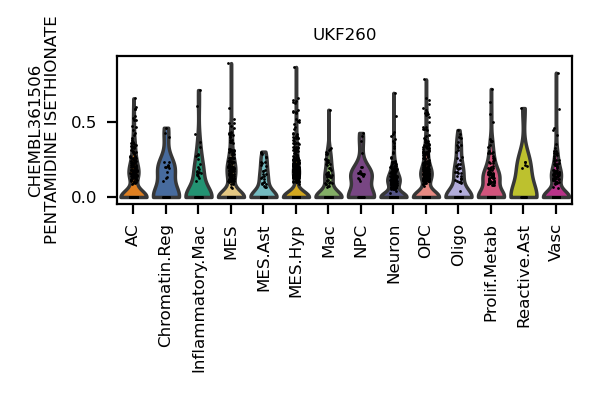 UKF260
CHEMBL361506
PENTAMIDINE ISETHIONATE
0.5
0.0
AC
Chromatin.Reg
Inflammatory.Mac
MES
MES.Ast
MES.Hyp
Mac
NPC
Neuron
OPC
Oligo
Prolif.Metab
Reactive.Ast
Vasc